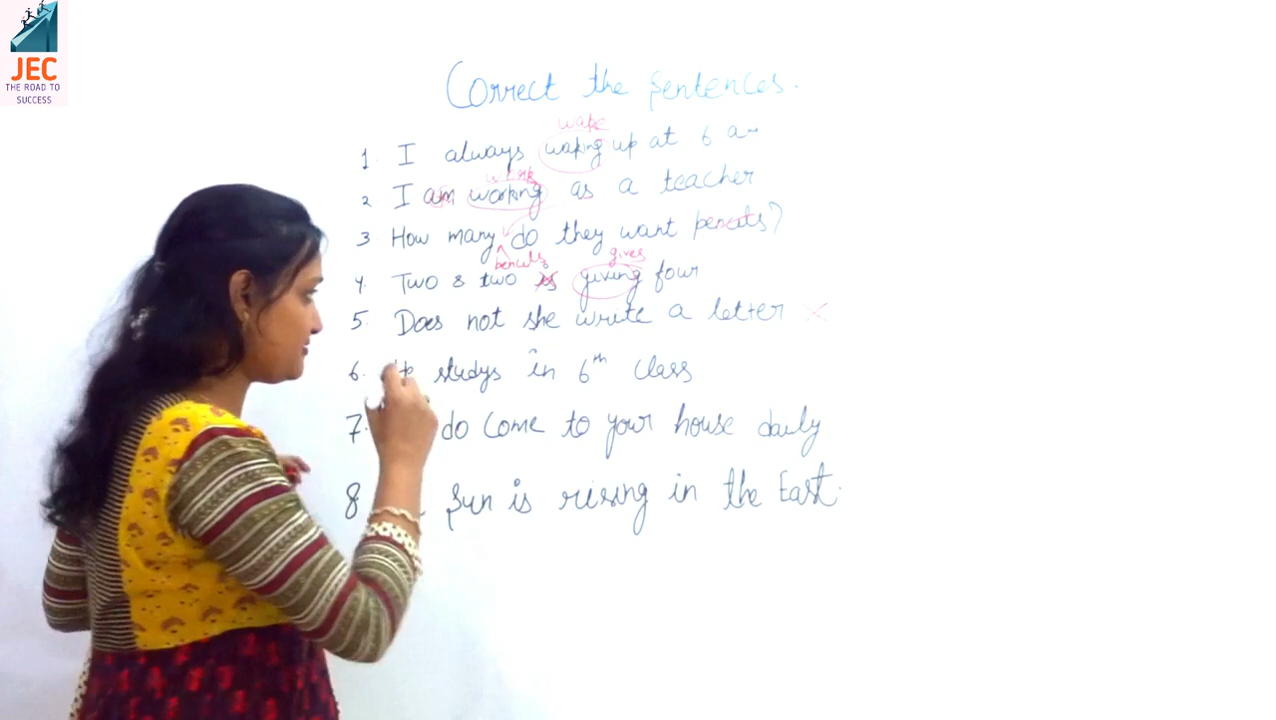 JEC
THE ROAD TO
SUCCESS
Correct the Sentences.
wake
1. I always waking up at 6 am
work
2 I am working as a teacher
3 How many do they want pencils?
pencils gives
4. Two & two is giving four
5. Does not she write a letter ×
6. He studys in 6th Class
7. do Come to your house daily
8 Sun is rising in the East.